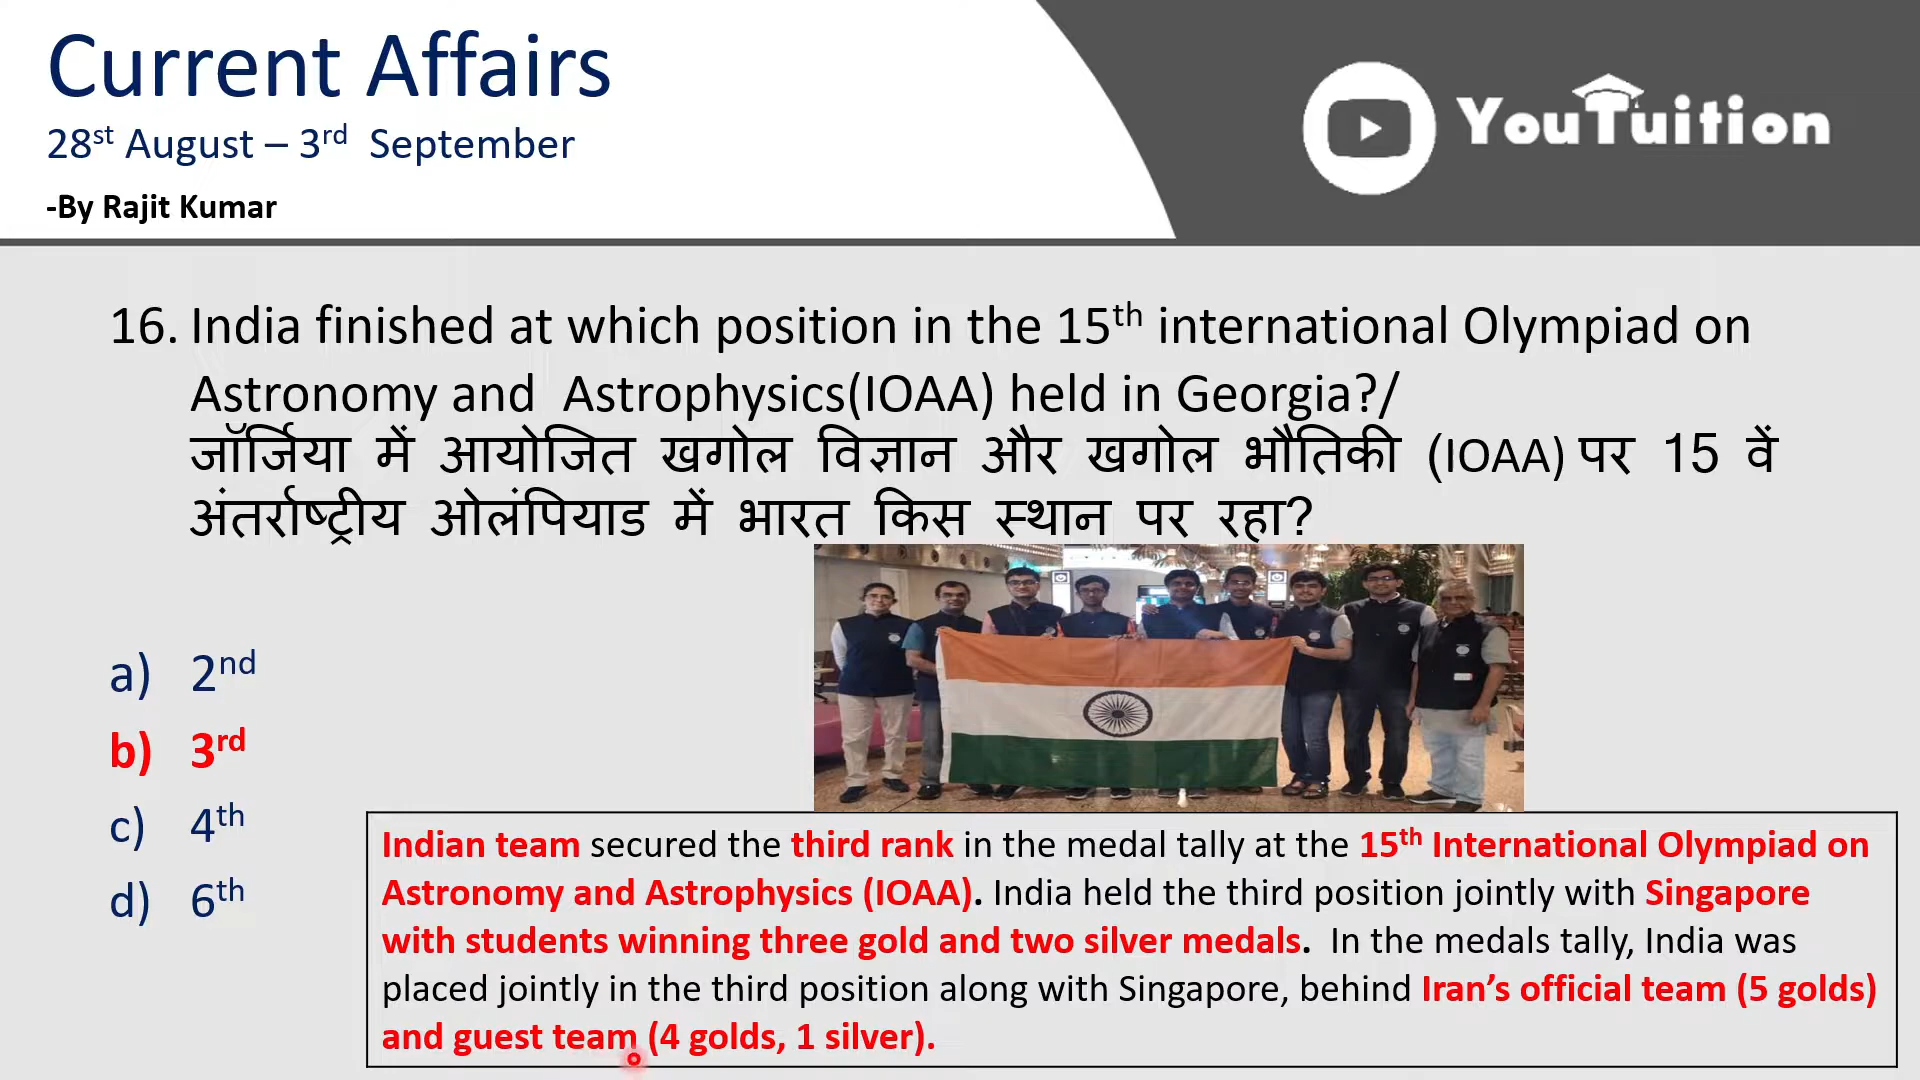 Current Affairs
28st August – 3rd September
-By Rajit Kumar
YouTuition
16. India finished at which position in the 15th international Olympiad on
Astronomy and Astrophysics(IOAA) held in Georgia?/
जॉर्जिया में आयोजित खगोल विज्ञान और खगोल भौतिकी (IOAA) पर 15 वें
अंतर्राष्ट्रीय ओलंपियाड में भारत किस स्थान पर रहा?
a) 2nd
b) 3rd
c) 4th
d) 6th
Indian team secured the third rank in the medal tally at the 15th International Olympiad on
Astronomy and Astrophysics (IOAA). India held the third position jointly with Singapore
with students winning three gold and two silver medals. In the medals tally, India was
placed jointly in the third position along with Singapore, behind Iran’s official team (5 golds)
and guest team (4 golds, 1 silver).